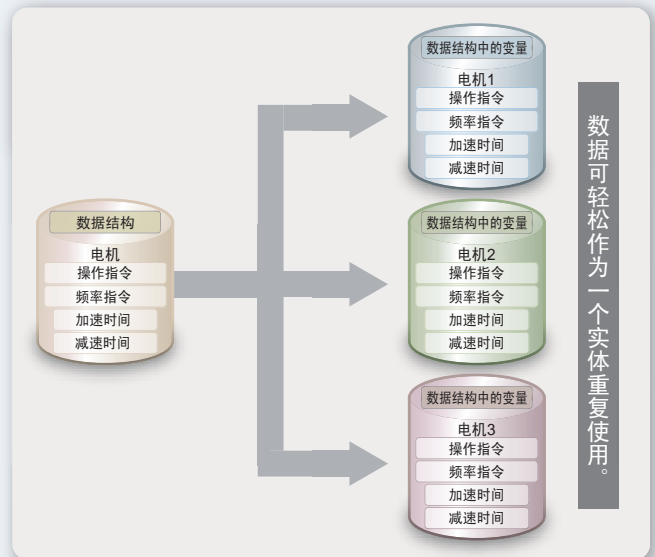 数据结构
电机
操作指令
频率指令
加速时间
减速时间
数据结构中的变量
电机1
操作指令
频率指令
加速时间
减速时间
数据结构中的变量
电机2
操作指令
频率指令
加速时间
减速时间
数据结构中的变量
电机3
操作指令
频率指令
加速时间
减速时间
数据可轻松作为一个实体重复使用。